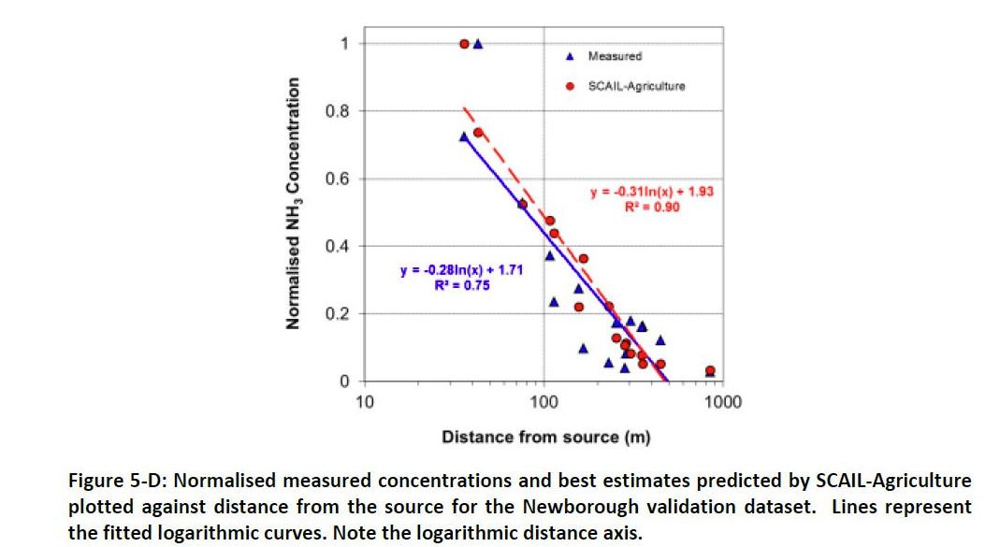 1
0.8
0.6
0.4
0.2
0
10
100
1000
Normalised NH₃ Concentration
Measured
SCAIL-Agriculture
y = -0.31ln(x) + 1.93
R² = 0.90
y = -0.28ln(x) + 1.71
R² = 0.75
Distance from source (m)
Figure 5-D: Normalised measured concentrations and best estimates predicted by SCAIL-Agriculture
plotted against distance from the source for the Newborough validation dataset. Lines represent
the fitted logarithmic curves. Note the logarithmic distance axis.